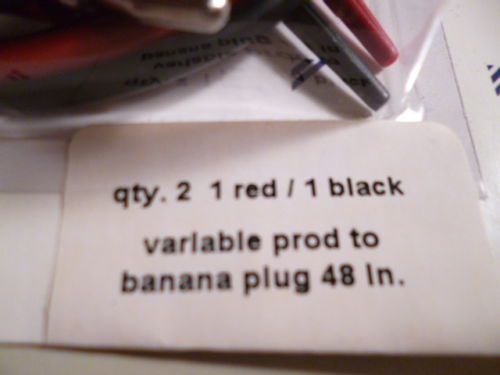 qty. 2 1 red / 1 black
variable prod to
banana plug 48 in.